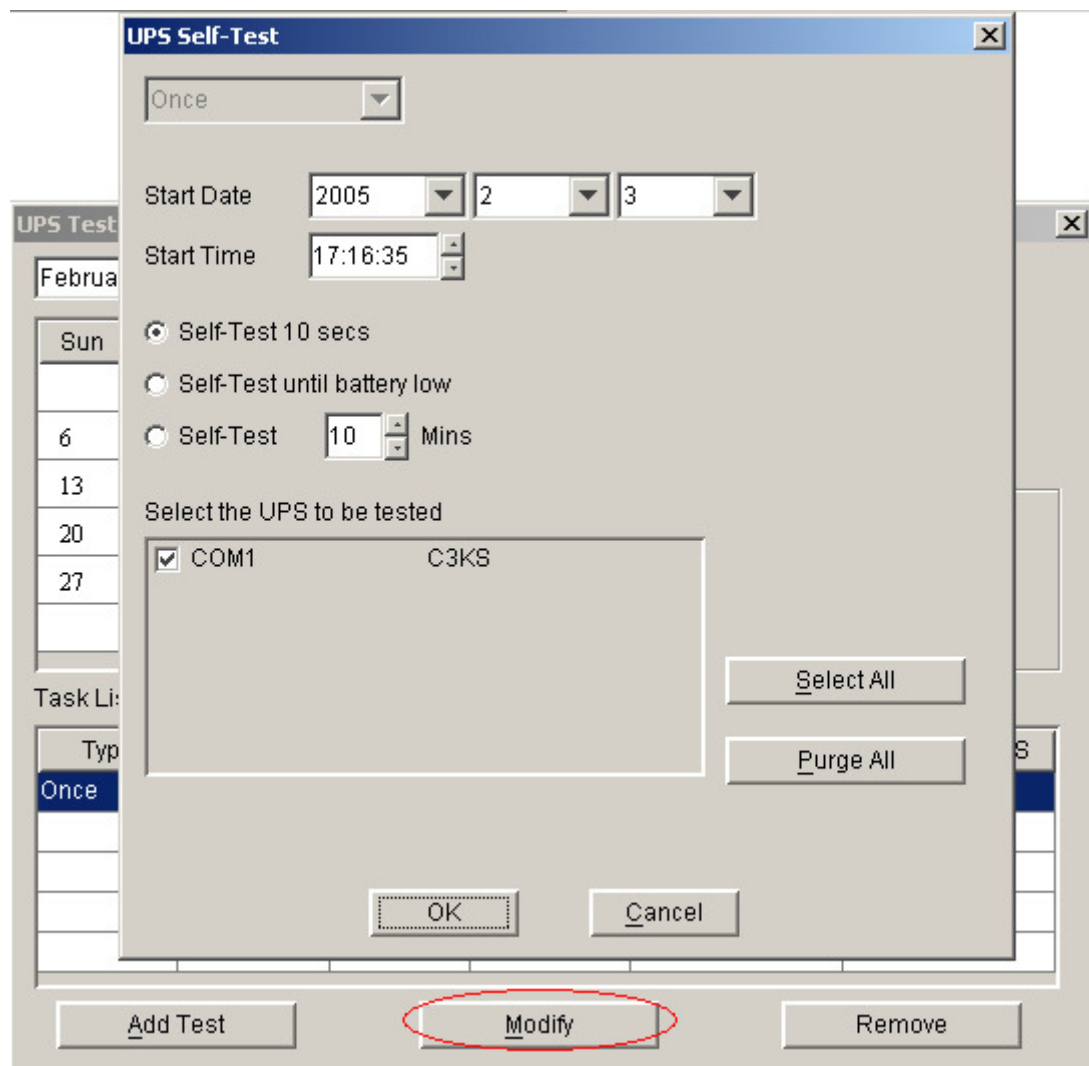 UPS Self-Test
Once
Start Date 2005 2 3
Start Time 17:16:35
Self-Test 10 secs
Self-Test until battery low
Self-Test 10 Mins
Select the UPS to be tested
COM1 C3KS
Select All
Purge All
OK Cancel
UPS Test
Februa
Sun
6
13
20
27
Task Li
Typ S
Once
Add Test Modify Remove